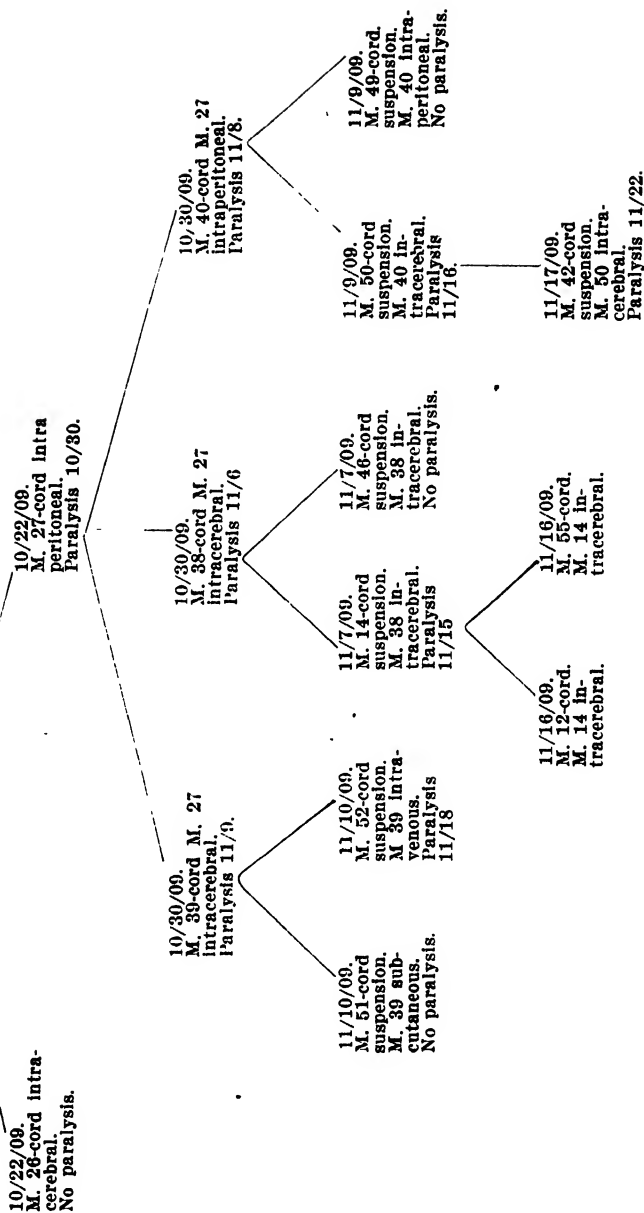 10/22/09.
M. 26-cord intra-
cerebral.
No paralysis.
10/22/09.
M. 27-cord intra
peritoneal.
Paralysis 10/30.
10/30/09.
M. 39-cord M. 27
intracerebral.
Paralysis 11/9.
10/30/09.
M. 38-cord M. 27
intracerebral.
Paralysis 11/6
10/30/09.
M. 40-cord M. 27
intraperitoneal.
Paralysis 11/8.
11/10/09.
M. 51-cord
suspension.
M. 39 sub-
cutaneous.
No paralysis.
11/10/09.
M. 52-cord
suspension.
M 39 intra-
venous.
Paralysis
11/18
11/7/09.
M. 14-cord
suspension.
M. 38 in-
tracerebral.
Paralysis
11/15
11/7/09.
M. 46-cord
suspension.
M. 38 in-
tracerebral.
No paralysis.
11/9/09.
M. 50-cord
suspension.
M. 40 in-
tracerebral.
Paralysis
11/16.
11/9/09.
M. 49-cord.
suspension.
M. 40 intra-
peritoneal.
No paralysis.
11/16/09.
M. 12-cord.
M. 14 in-
tracerebral.
11/16/09.
M. 55-cord.
M. 14 in-
tracerebral.
11/17/09.
M. 42-cord
suspension.
M. 50 intra-
cerebral.
Paralysis 11/22.